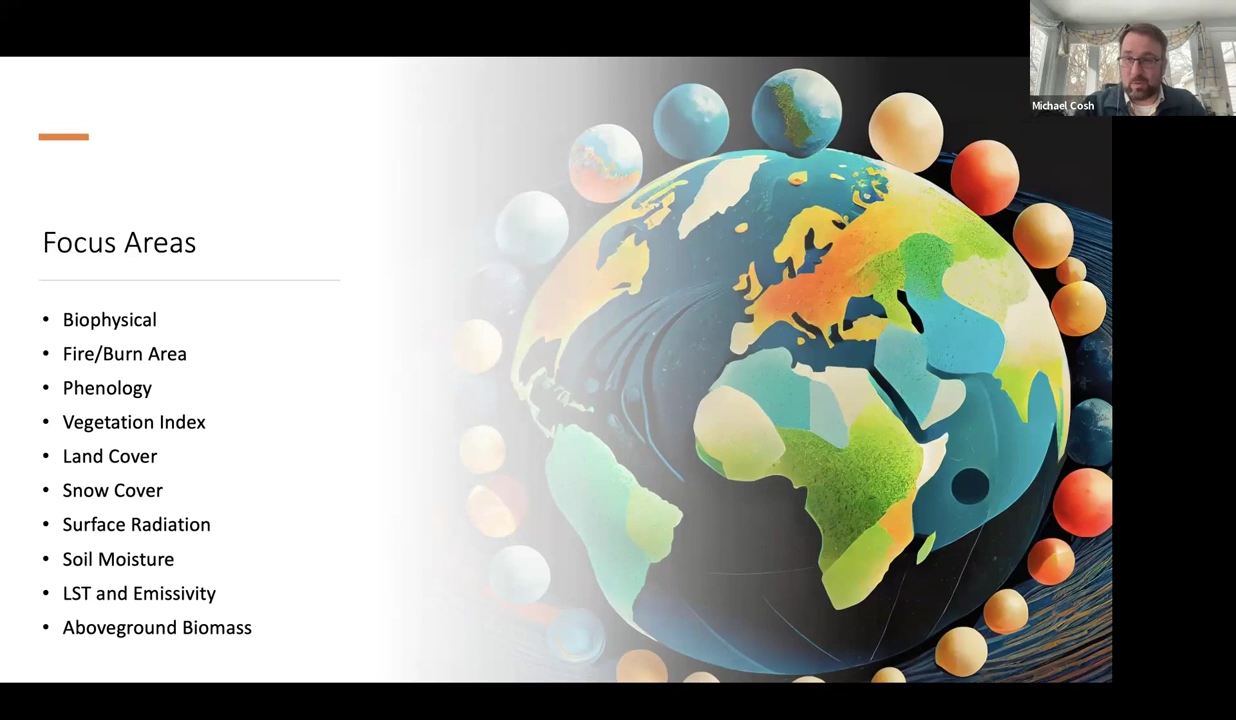 Michael Cosh
Focus Areas
• Biophysical
• Fire/Burn Area
• Phenology
• Vegetation Index
• Land Cover
• Snow Cover
• Surface Radiation
• Soil Moisture
• LST and Emissivity
• Aboveground Biomass